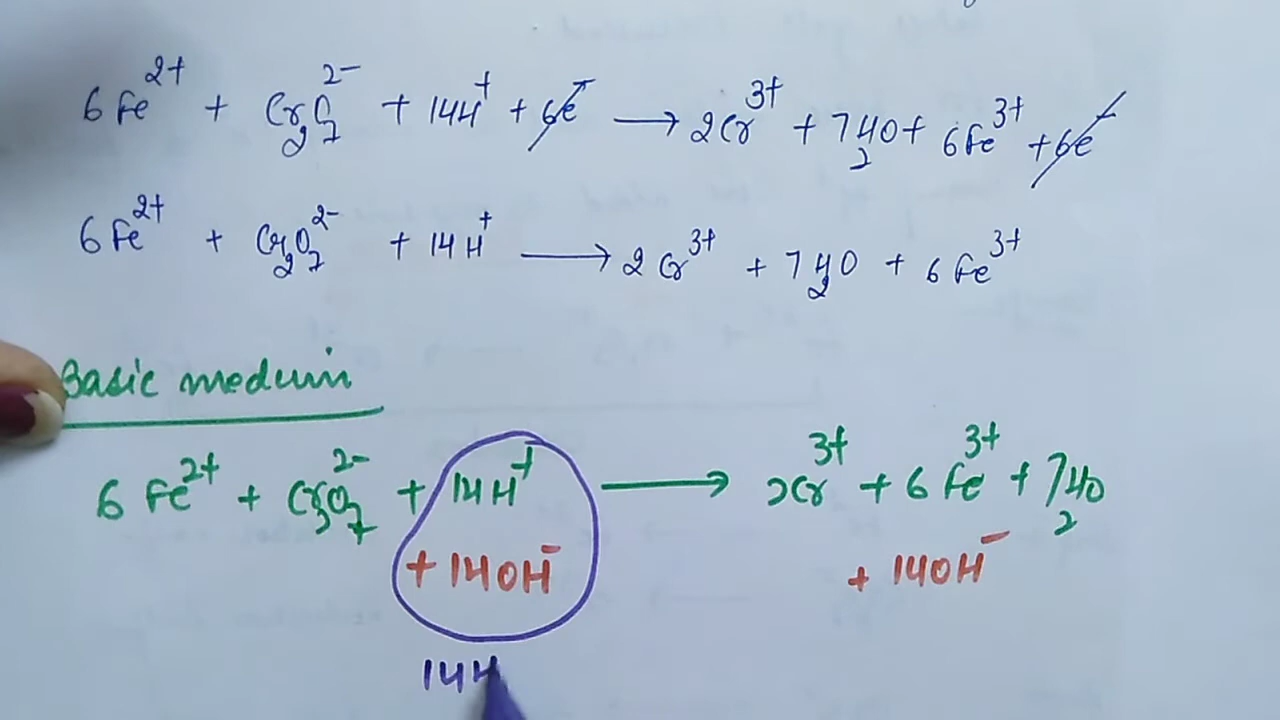 6Fe²⁺ + Cr₂O₇²⁻ + 14H⁺ + 6e⁻ → 2Cr³⁺ + 7H₂O + 6Fe³⁺ + 6e⁻
6Fe²⁺ + Cr₂O₇²⁻ + 14H⁺ → 2Cr³⁺ + 7H₂O + 6Fe³⁺
Basic medium
6Fe²⁺ + Cr₂O₇²⁻ + 14H⁺ → 2Cr³⁺ + 6Fe³⁺ + 7H₂O
+ 14OH⁻ + 14OH⁻
14H